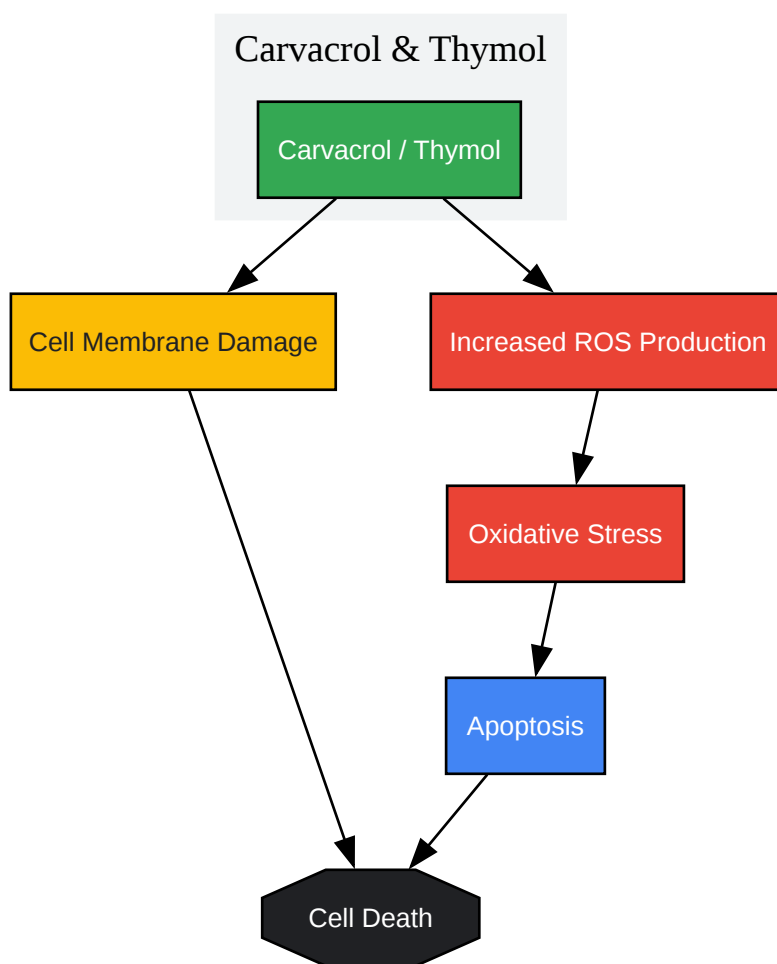 Carvacrol & Thymol
Carvacrol / Thymol
Cell Membrane Damage
Increased ROS Production
Oxidative Stress
Apoptosis
Cell Death